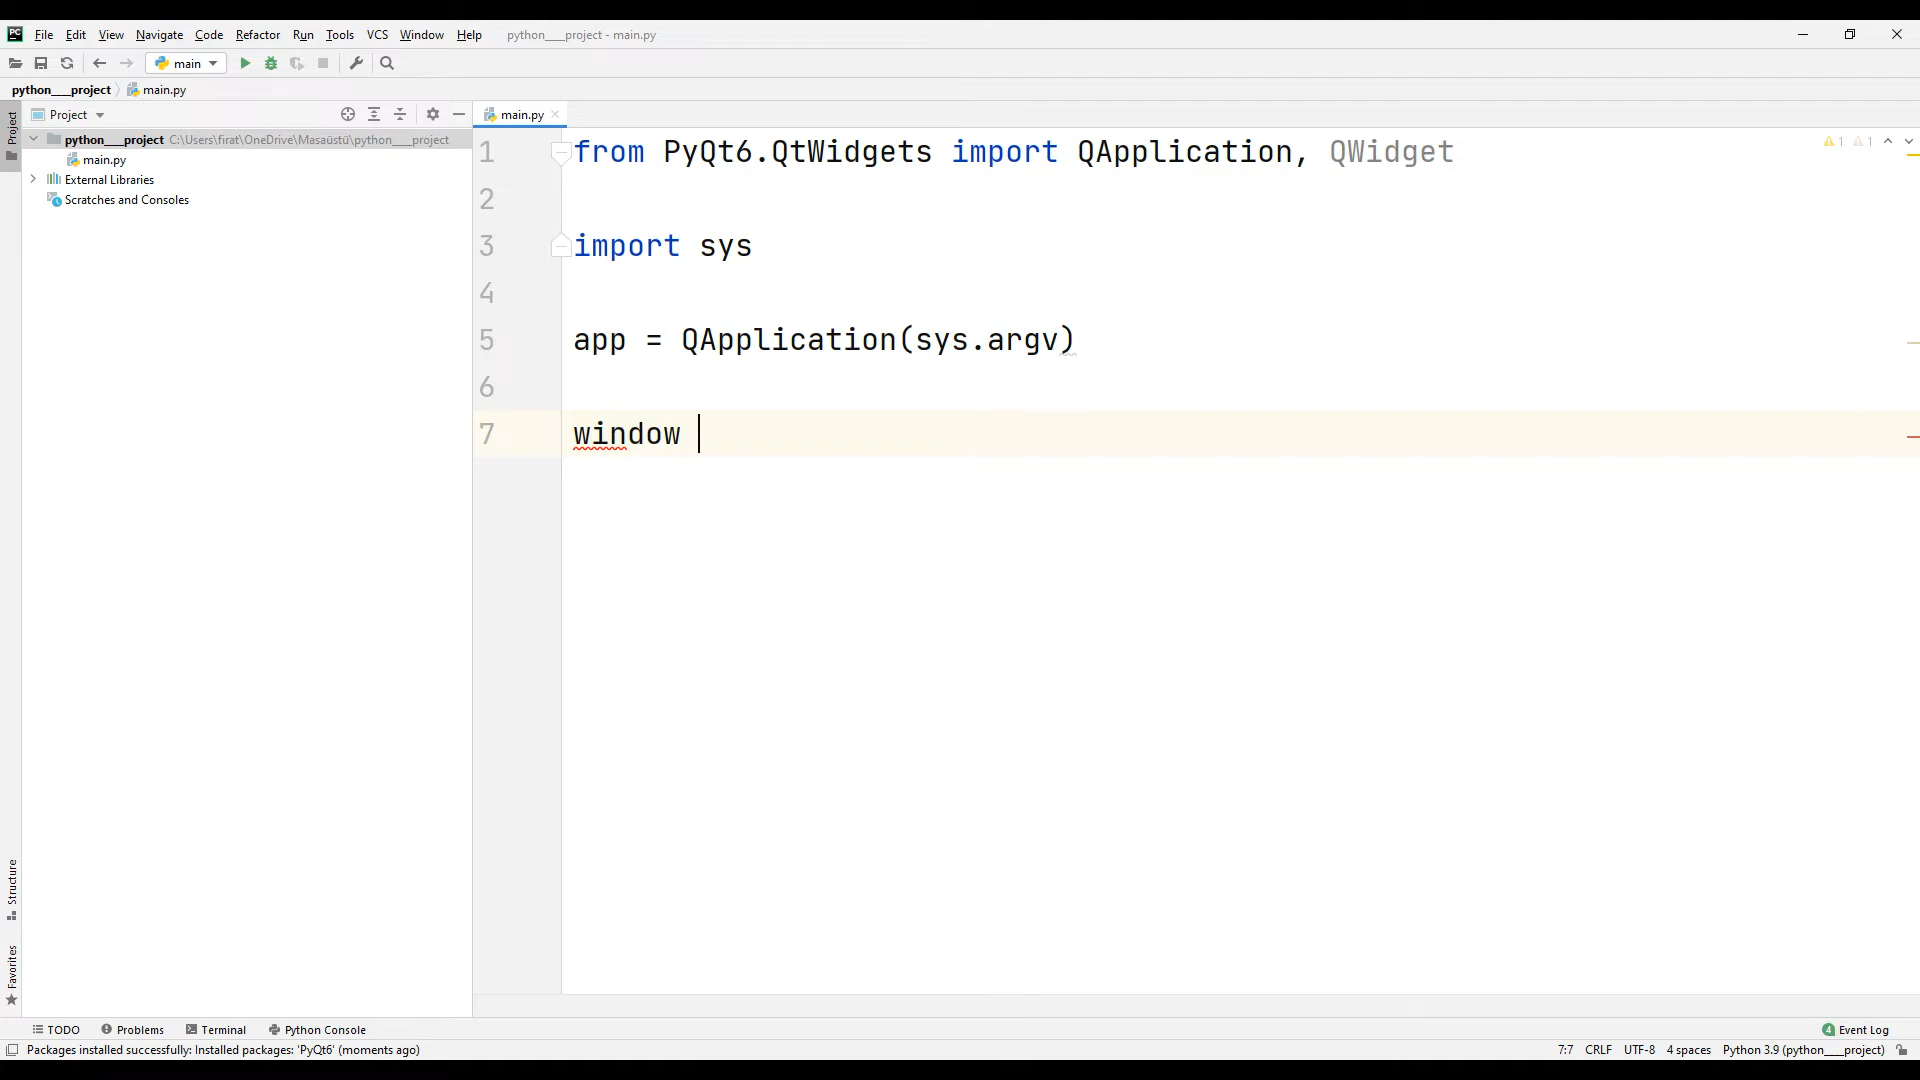 PC File Edit View Navigate Code Refactor Run Tools VCS Window Help python___project - main.py
main
python___project main.py
Project
main.py
Project
python___project C:\Users\firat\OneDrive\Masaüstü\python___project
main.py
External Libraries
Scratches and Consoles
1 from PyQt6.QtWidgets import QApplication, QWidget
2
3 import sys
4
5 app = QApplication(sys.argv)
6
7 window
1 1
Structure
Favorites
TODO Problems Terminal Python Console
4 Event Log
Packages installed successfully: Installed packages: 'PyQt6' (moments ago)
7:7 CRLF UTF-8 4 spaces Python 3.9 (python___project)